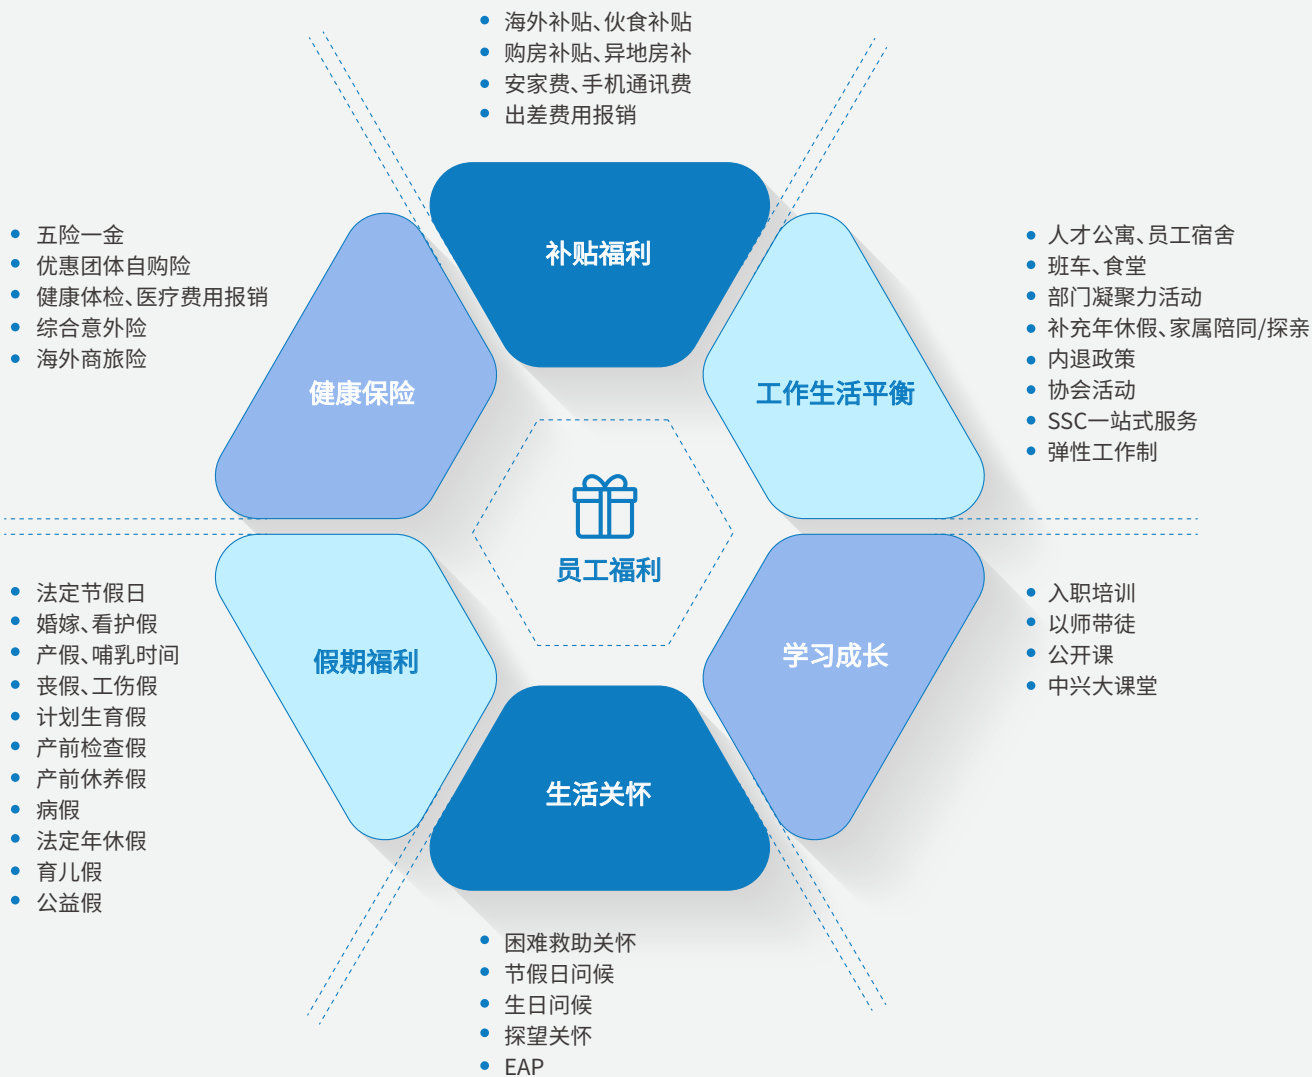 海外补贴、伙食补贴
购房补贴、异地房补
安家费、手机通讯费
出差费用报销
补贴福利
五险一金
优惠团体自购险
健康体检、医疗费用报销
综合意外险
海外商旅险
健康保险
人才公寓、员工宿舍
班车、食堂
部门凝聚力活动
补充年休假、家属陪同/探亲
内退政策
协会活动
SSC一站式服务
弹性工作制
工作生活平衡
员工福利
法定节假日
婚嫁、看护假
产假、哺乳时间
丧假、工伤假
计划生育假
产前检查假
产前休养假
病假
法定年休假
育儿假
公益假
假期福利
入职培训
以师带徒
公开课
中兴大课堂
学习成长
生活关怀
困难救助关怀
节假日问候
生日问候
探望关怀
EAP